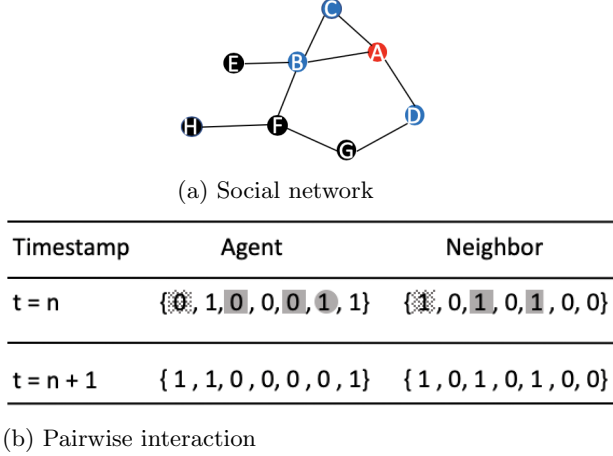 C
A
E B
D
H F
G
(a) Social network
Timestamp Agent Neighbor
t = n {0, 1, 0, 0, 0, 1, 1} {1, 0, 1, 0, 1, 0, 0}
t = n + 1 {1, 1, 0, 0, 0, 0, 1} {1, 0, 1, 0, 1, 0, 0}
(b) Pairwise interaction